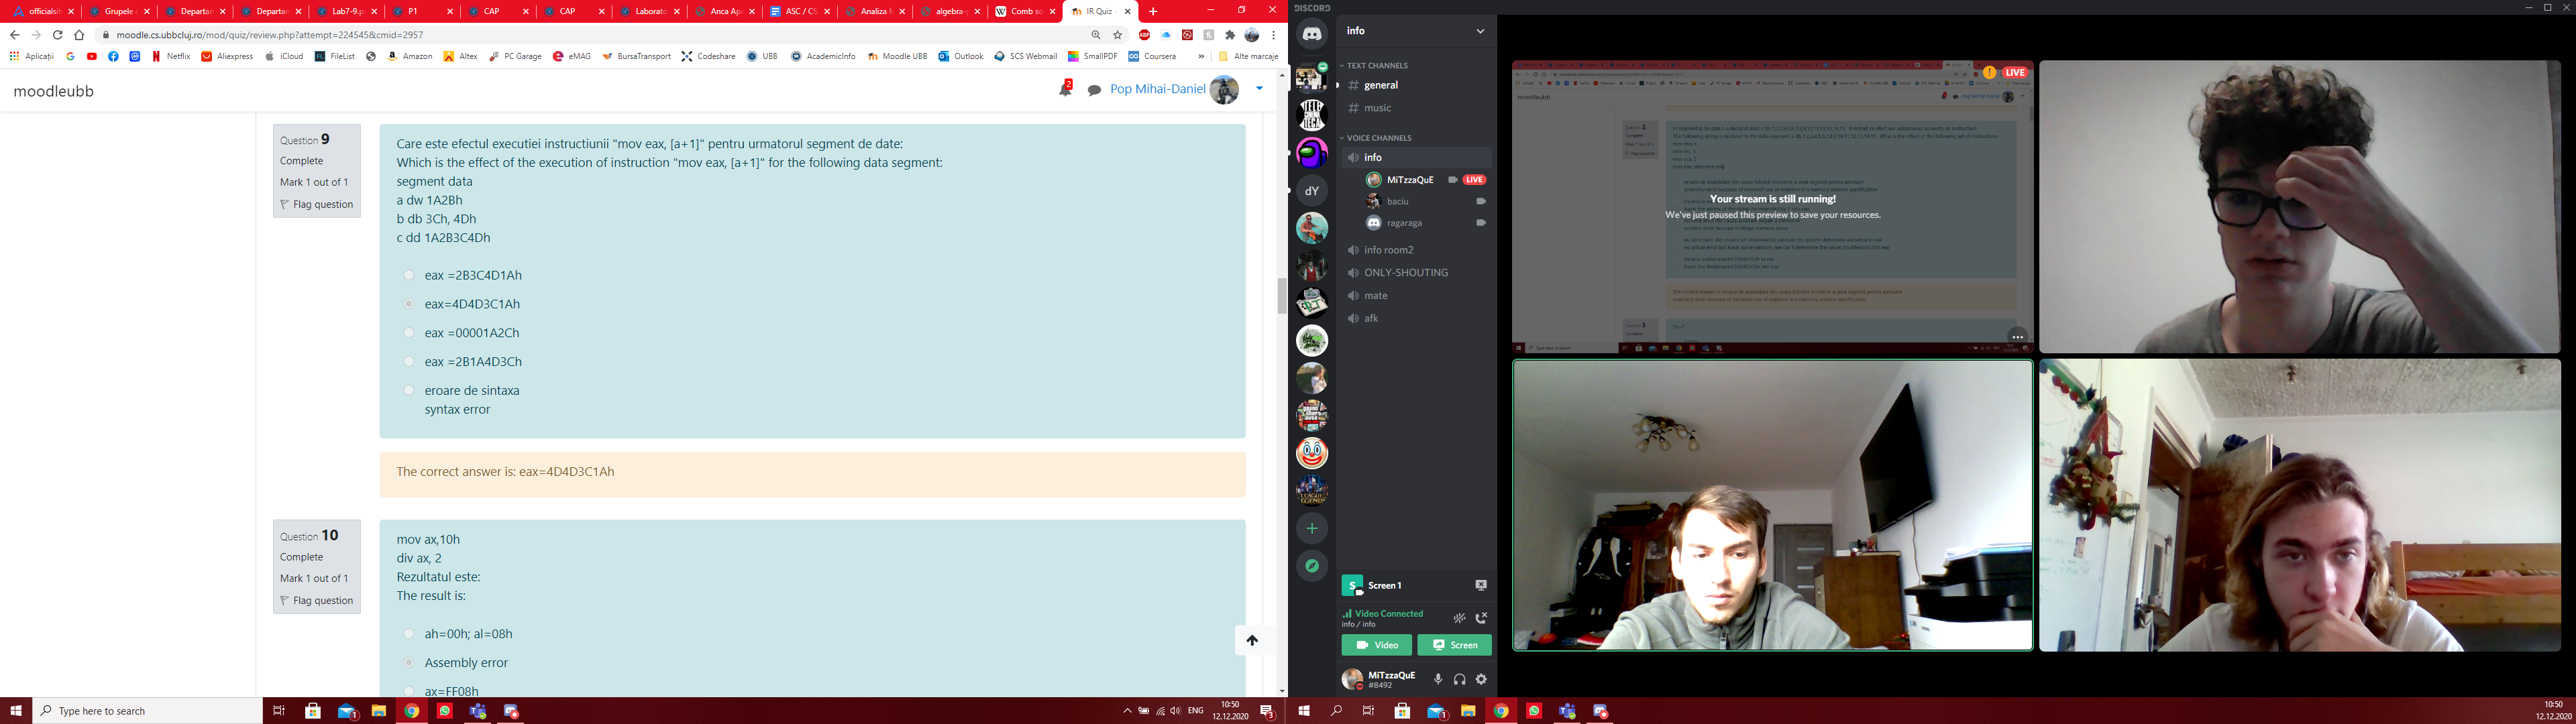 officialsit
Grupele
Departan
Departan
Lab7-9.p
P1
CAP
CAP
Laborato
Anca Ap
ASC / CS
Analiza
algebra-
Comb so
IR Quiz -
moodle.cs.ubbcluj.ro/mod/quiz/review.php?attempt=224545&cmid=2957
Aplicații
Netflix
Aliexpress
iCloud
FileList
Amazon
Altex
PC Garage
eMAG
BursaTransport
Codeshare
UBB
AcademicInfo
Moodle UBB
Outlook
SCS Webmail
SmallPDF
Coursera
»
Alte marcaje
moodleubb
2
Pop Mihai-Daniel
Question 9
Complete
Mark 1 out of 1
Flag question
Care este efectul executiei instructiunii "mov eax, [a+1]" pentru urmatorul segment de date:
Which is the effect of the execution of instruction "mov eax, [a+1]" for the following data segment:
segment data
a dw 1A2Bh
b db 3Ch, 4Dh
c dd 1A2B3C4Dh
eax =2B3C4D1Ah
eax=4D4D3C1Ah
eax =00001A2Ch
eax =2B1A4D3Ch
eroare de sintaxa
syntax error
The correct answer is: eax=4D4D3C1Ah
Question 10
Complete
Mark 1 out of 1
Flag question
mov ax,10h
div ax, 2
Rezultatul este:
The result is:
ah=00h; al=08h
Assembly error
ax=FF08h
Type here to search
ENG
10:50
12.12.2020
DISCORD
info
TEXT CHANNELS
# general
# music
VOICE CHANNELS
info
MiTzzaQuE
LIVE
baciu
ragaraga
info room2
ONLY-SHOUTING
mate
afk
dY
Screen 1
Video Connected
info / info
Video
Screen
MiTzzaQuE
#8492
LIVE
Your stream is still running!
We've just paused this preview to save your resources.
10:50
12.12.2020